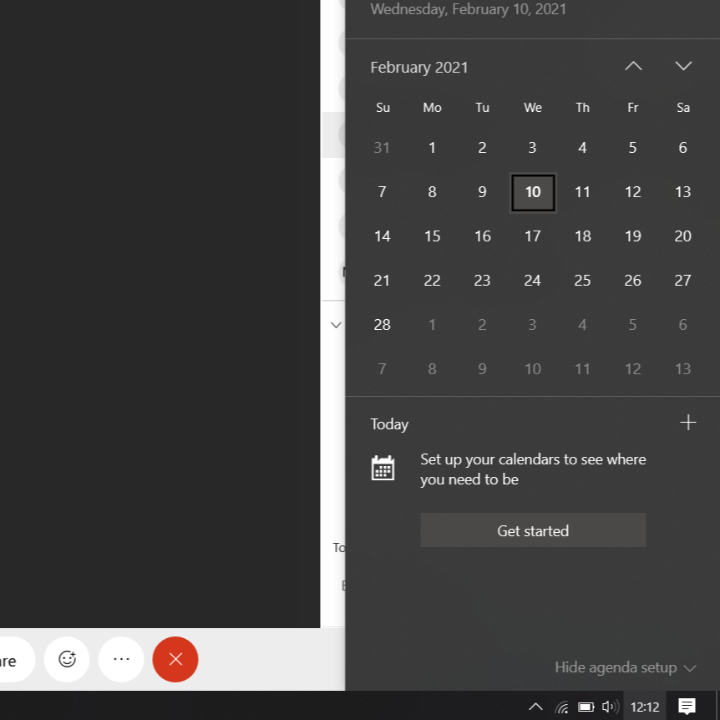 Wednesday, February 10, 2021
February 2021
Su Mo Tu We Th Fr Sa
31 1 2 3 4 5 6
7 8 9 10 11 12 13
14 15 16 17 18 19 20
21 22 23 24 25 26 27
28 1 2 3 4 5 6
7 8 9 10 11 12 13
Today
Set up your calendars to see where
you need to be
Get started
To
re
Hide agenda setup
12:12